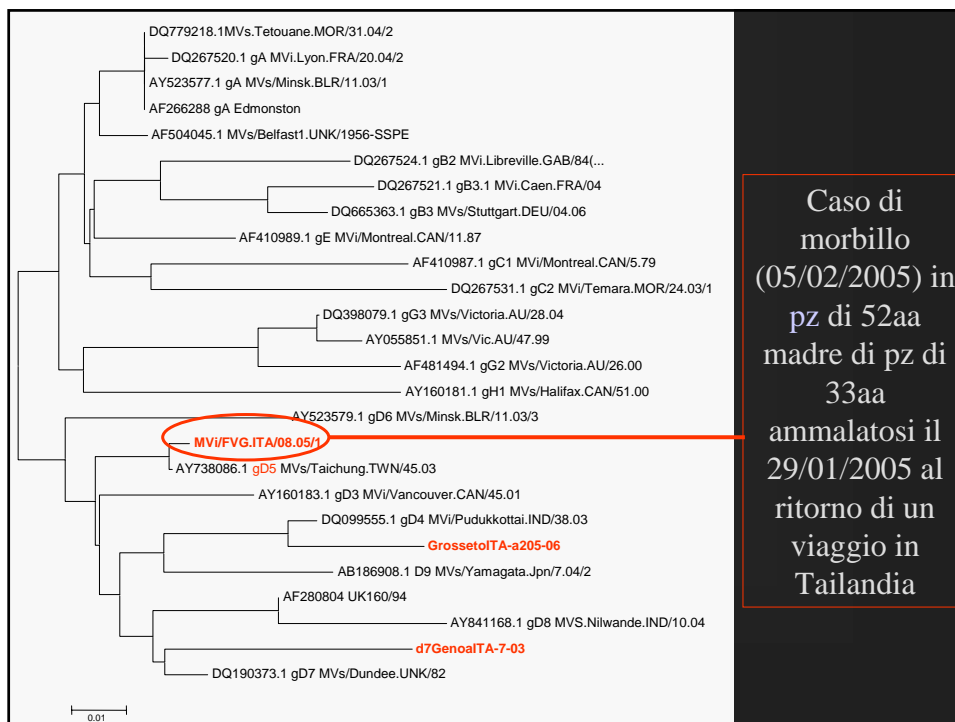 DQ779218.1MVs.Tetouane.MOR/31.04/2
DQ267520.1 gA MVi.Lyon.FRA/20.04/2
AY523577.1 gA MVs/Minsk.BLR/11.03/1
AF266288 gA Edmonston
AF504045.1 MVs/Belfast1.UNK/1956-SSPE
DQ267524.1 gB2 MVi.Libreville.GAB/84(...
DQ267521.1 gB3.1 MVi.Caen.FRA/04
DQ665363.1 gB3 MVs/Stuttgart.DEU/04.06
AF410989.1 gE MVi/Montreal.CAN/11.87
AF410987.1 gC1 MVi/Montreal.CAN/5.79
DQ267531.1 gC2 MVi/Temara.MOR/24.03/1
DQ398079.1 gG3 MVs/Victoria.AU/28.04
AY055851.1 MVs/Vic.AU/47.99
AF481494.1 gG2 MVs/Victoria.AU/26.00
AY160181.1 gH1 MVs/Halifax.CAN/51.00
AY523579.1 gD6 MVs/Minsk.BLR/11.03/3
MVi/FVG.ITA/08.05/1
AY738086.1 gD5 MVs/Taichung.TWN/45.03
AY160183.1 gD3 MVi/Vancouver.CAN/45.01
DQ099555.1 gD4 MVi/Pudukkottai.IND/38.03
GrossetoITA-a205-06
AB186908.1 D9 MVs/Yamagata.Jpn/7.04/2
AF280804 UK160/94
AY841168.1 gD8 MVS.Nilwande.IND/10.04
d7GenoaITA-7-03
DQ190373.1 gD7 MVs/Dundee.UNK/82
0.01
Caso di
morbillo
(05/02/2005) in
pz di 52aa
madre di pz di
33aa
ammalatosi il
29/01/2005 al
ritorno di un
viaggio in
Tailandia